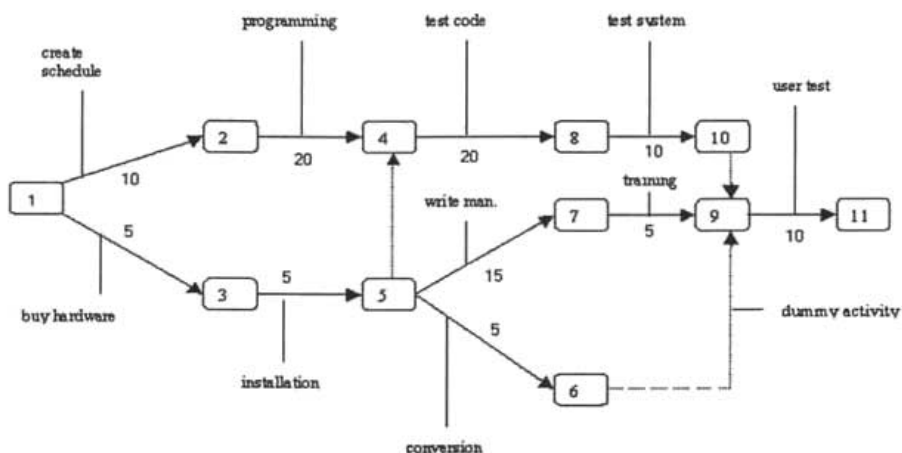 programming
test code
test system
create
schedule
user test
2
4
8
10
20
20
10
10
1
training
write man.
7
9
11
5
5
10
5
15
3
5
5
buy hardware
dummy activity
installation
6
conversion